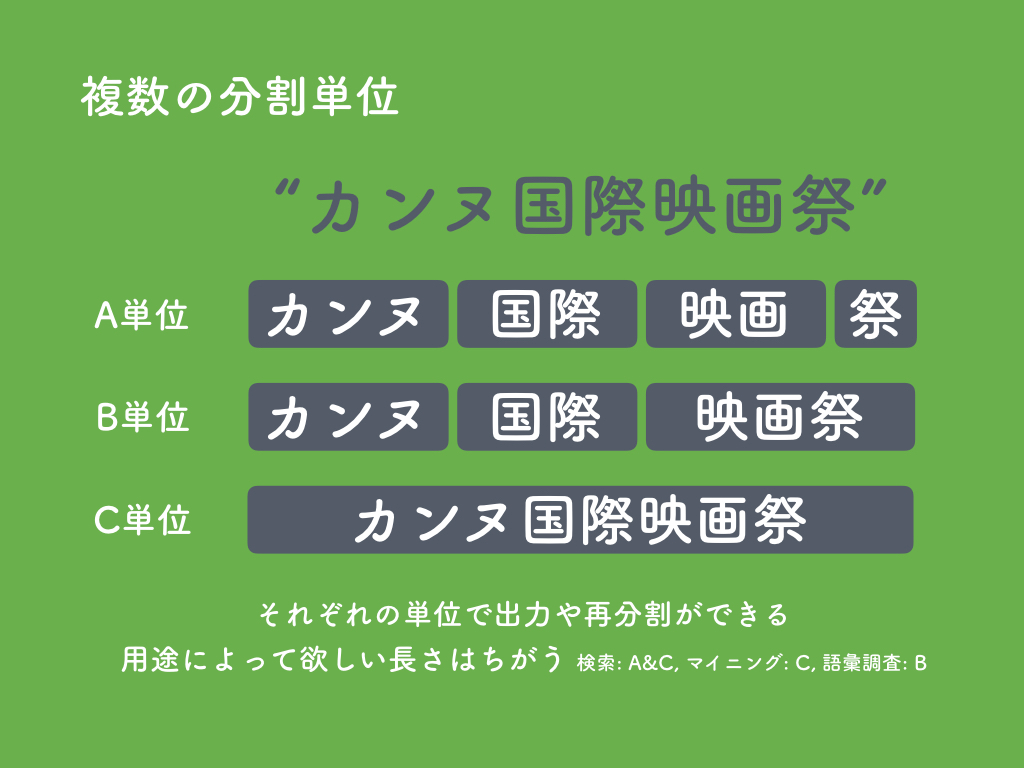 複数の分割単位
“カンヌ国際映画祭”
A単位 カンヌ 国際 映画 祭
B単位 カンヌ 国際 映画祭
C単位 カンヌ国際映画祭
それぞれの単位で出力や再分割ができる
用途によって欲しい長さはちがう 検索: A&C, マイニング: C, 語彙調査: B